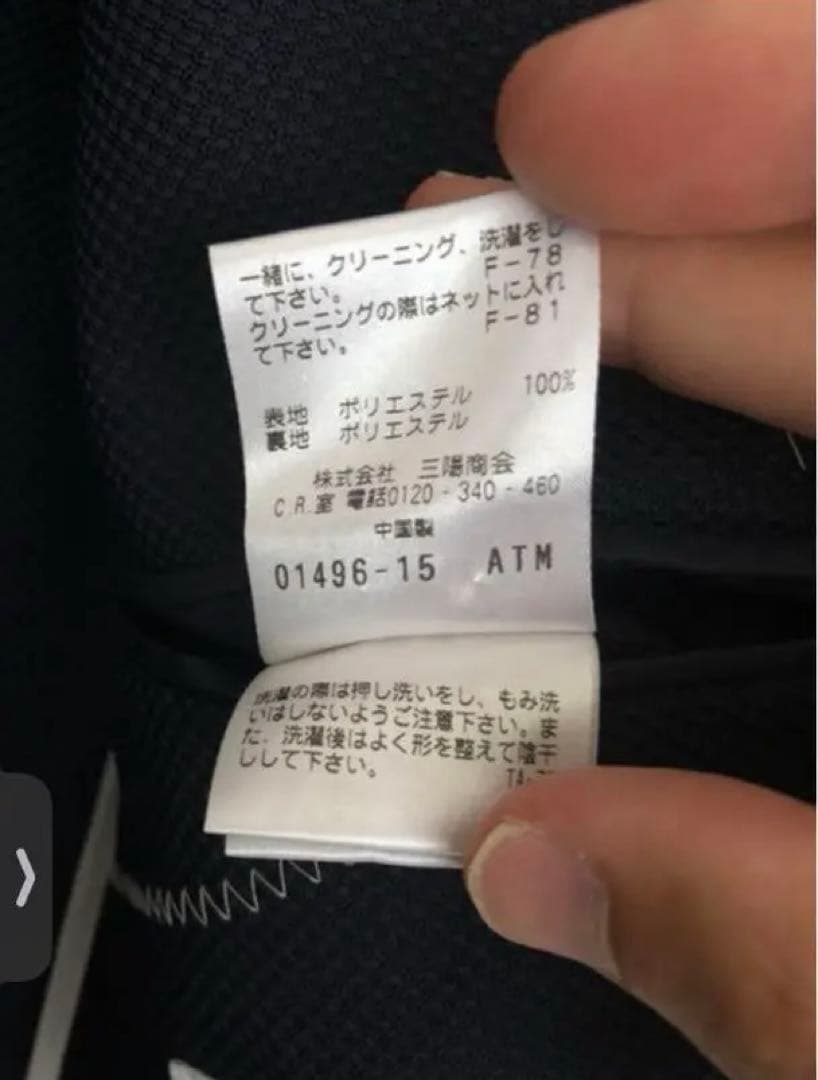 一緒に、クリーニング、洗濯をし
て下さい。 F-78
クリーニングの際はネットに入れ
て下さい。 F-81
表地 ポリエステル 100%
裏地 ポリエステル
株式会社 三陽商会
C.R.室 電話0120-340-460
中国製
01496-15 ATM
洗濯の際は押し洗いをし、もみ洗
いはしないようご注意下さい。ま
た、洗濯後はよく形を整えて陰干
しして下さい。